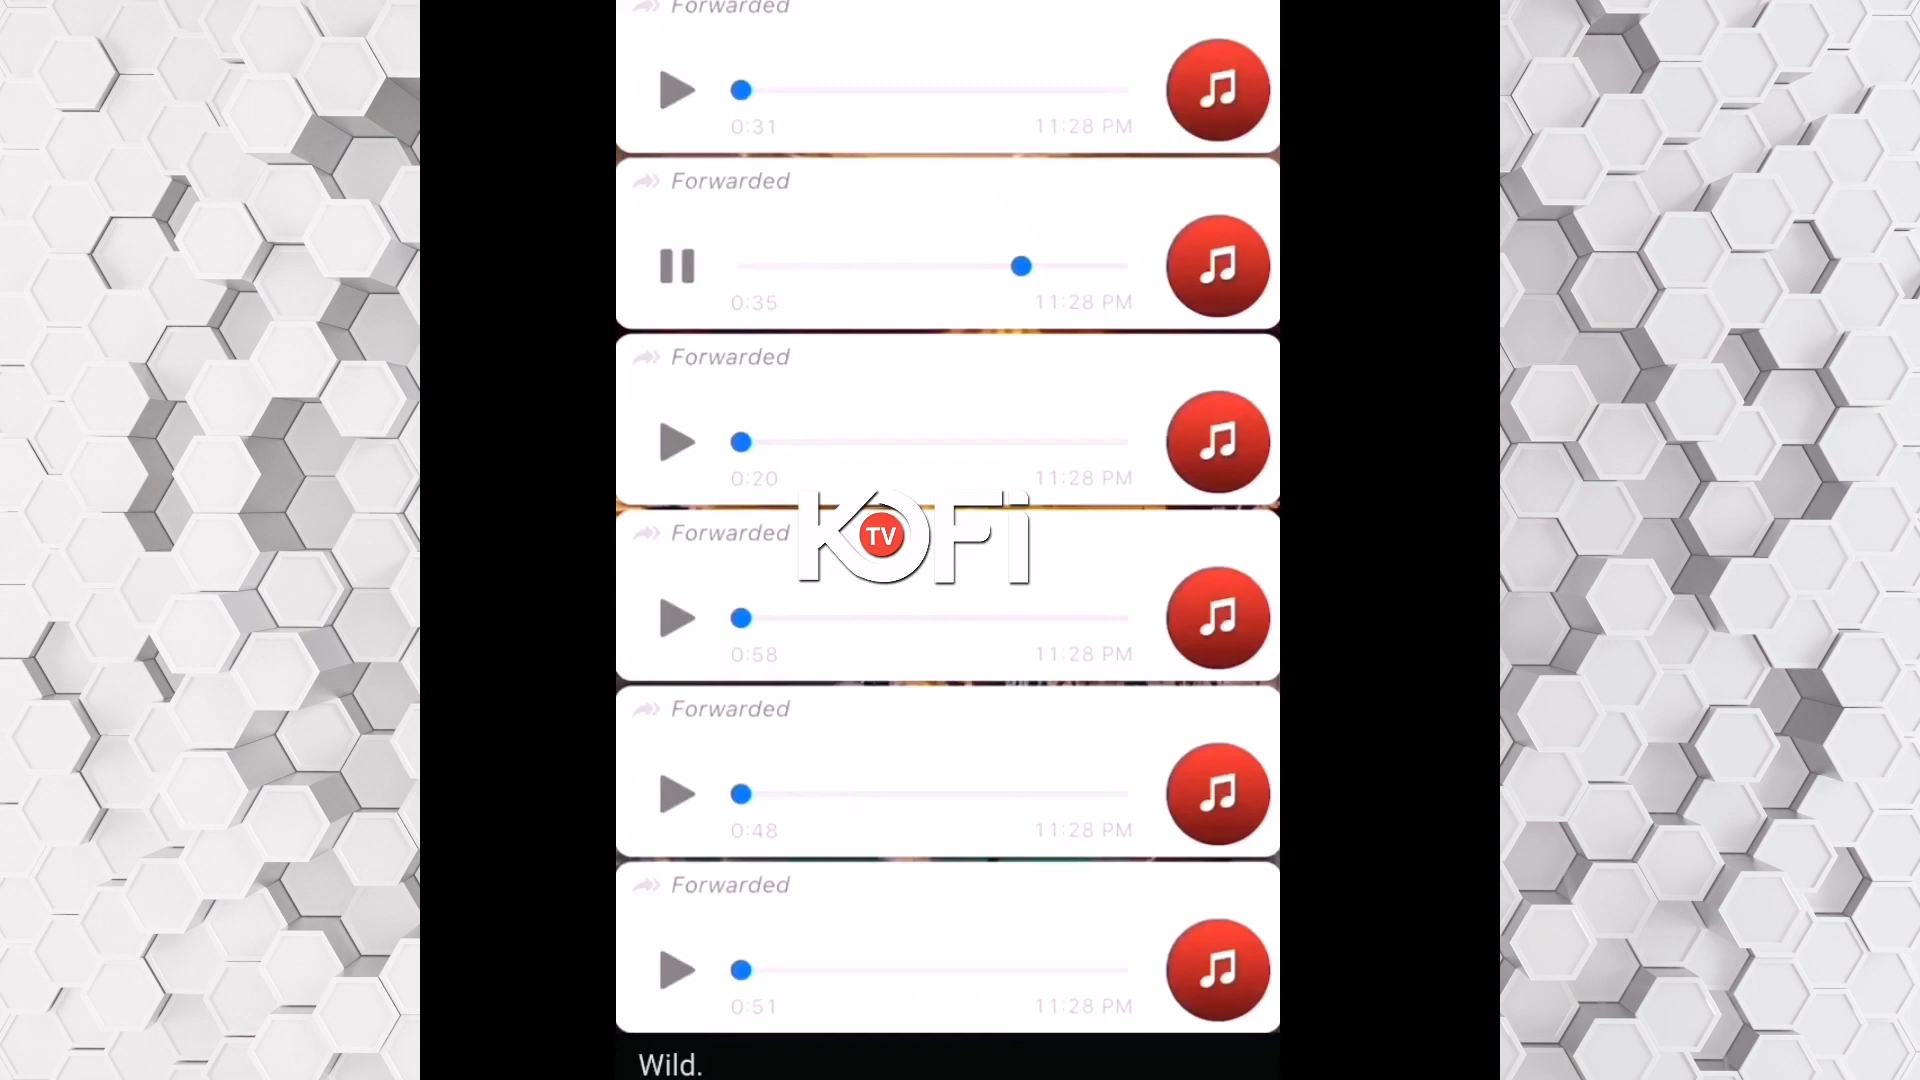 Forwarded
0:31 11:28 PM
Forwarded
0:35 11:28 PM
Forwarded
0:20 11:28 PM
KOFi
TV
Forwarded
0:58 11:28 PM
Forwarded
0:48 11:28 PM
Forwarded
0:51 11:28 PM
Wild.